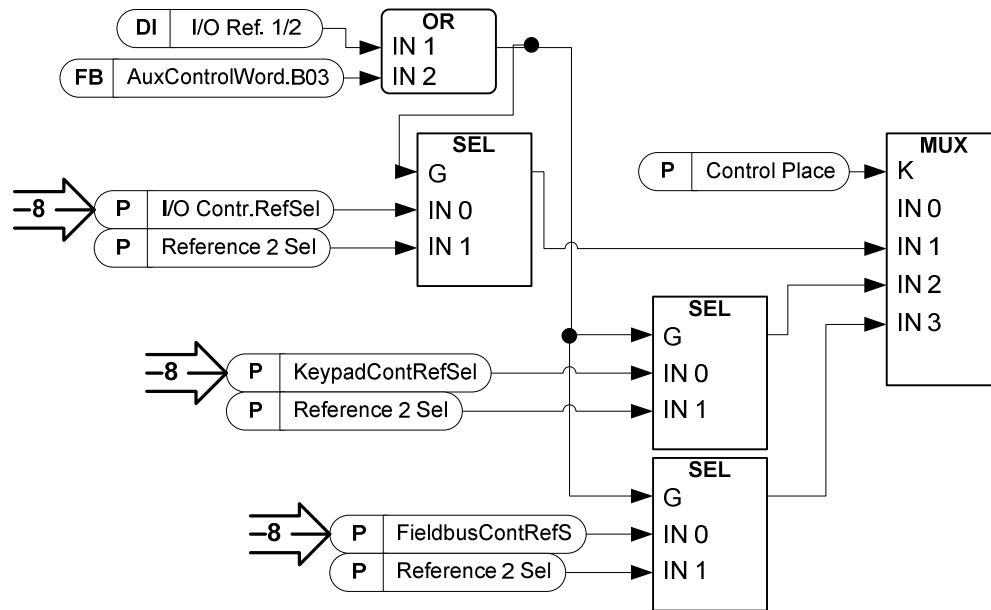 DI I/O Ref. 1/2
FB AuxControlWord.B03
OR
IN 1
IN 2
SEL
G
IN 0
IN 1
–8
P I/O Contr.RefSel
P Reference 2 Sel
P Control Place
MUX
K
IN 0
IN 1
IN 2
IN 3
–8
P KeypadContRefSel
P Reference 2 Sel
SEL
G
IN 0
IN 1
–8
P FieldbusContRefS
P Reference 2 Sel
SEL
G
IN 0
IN 1